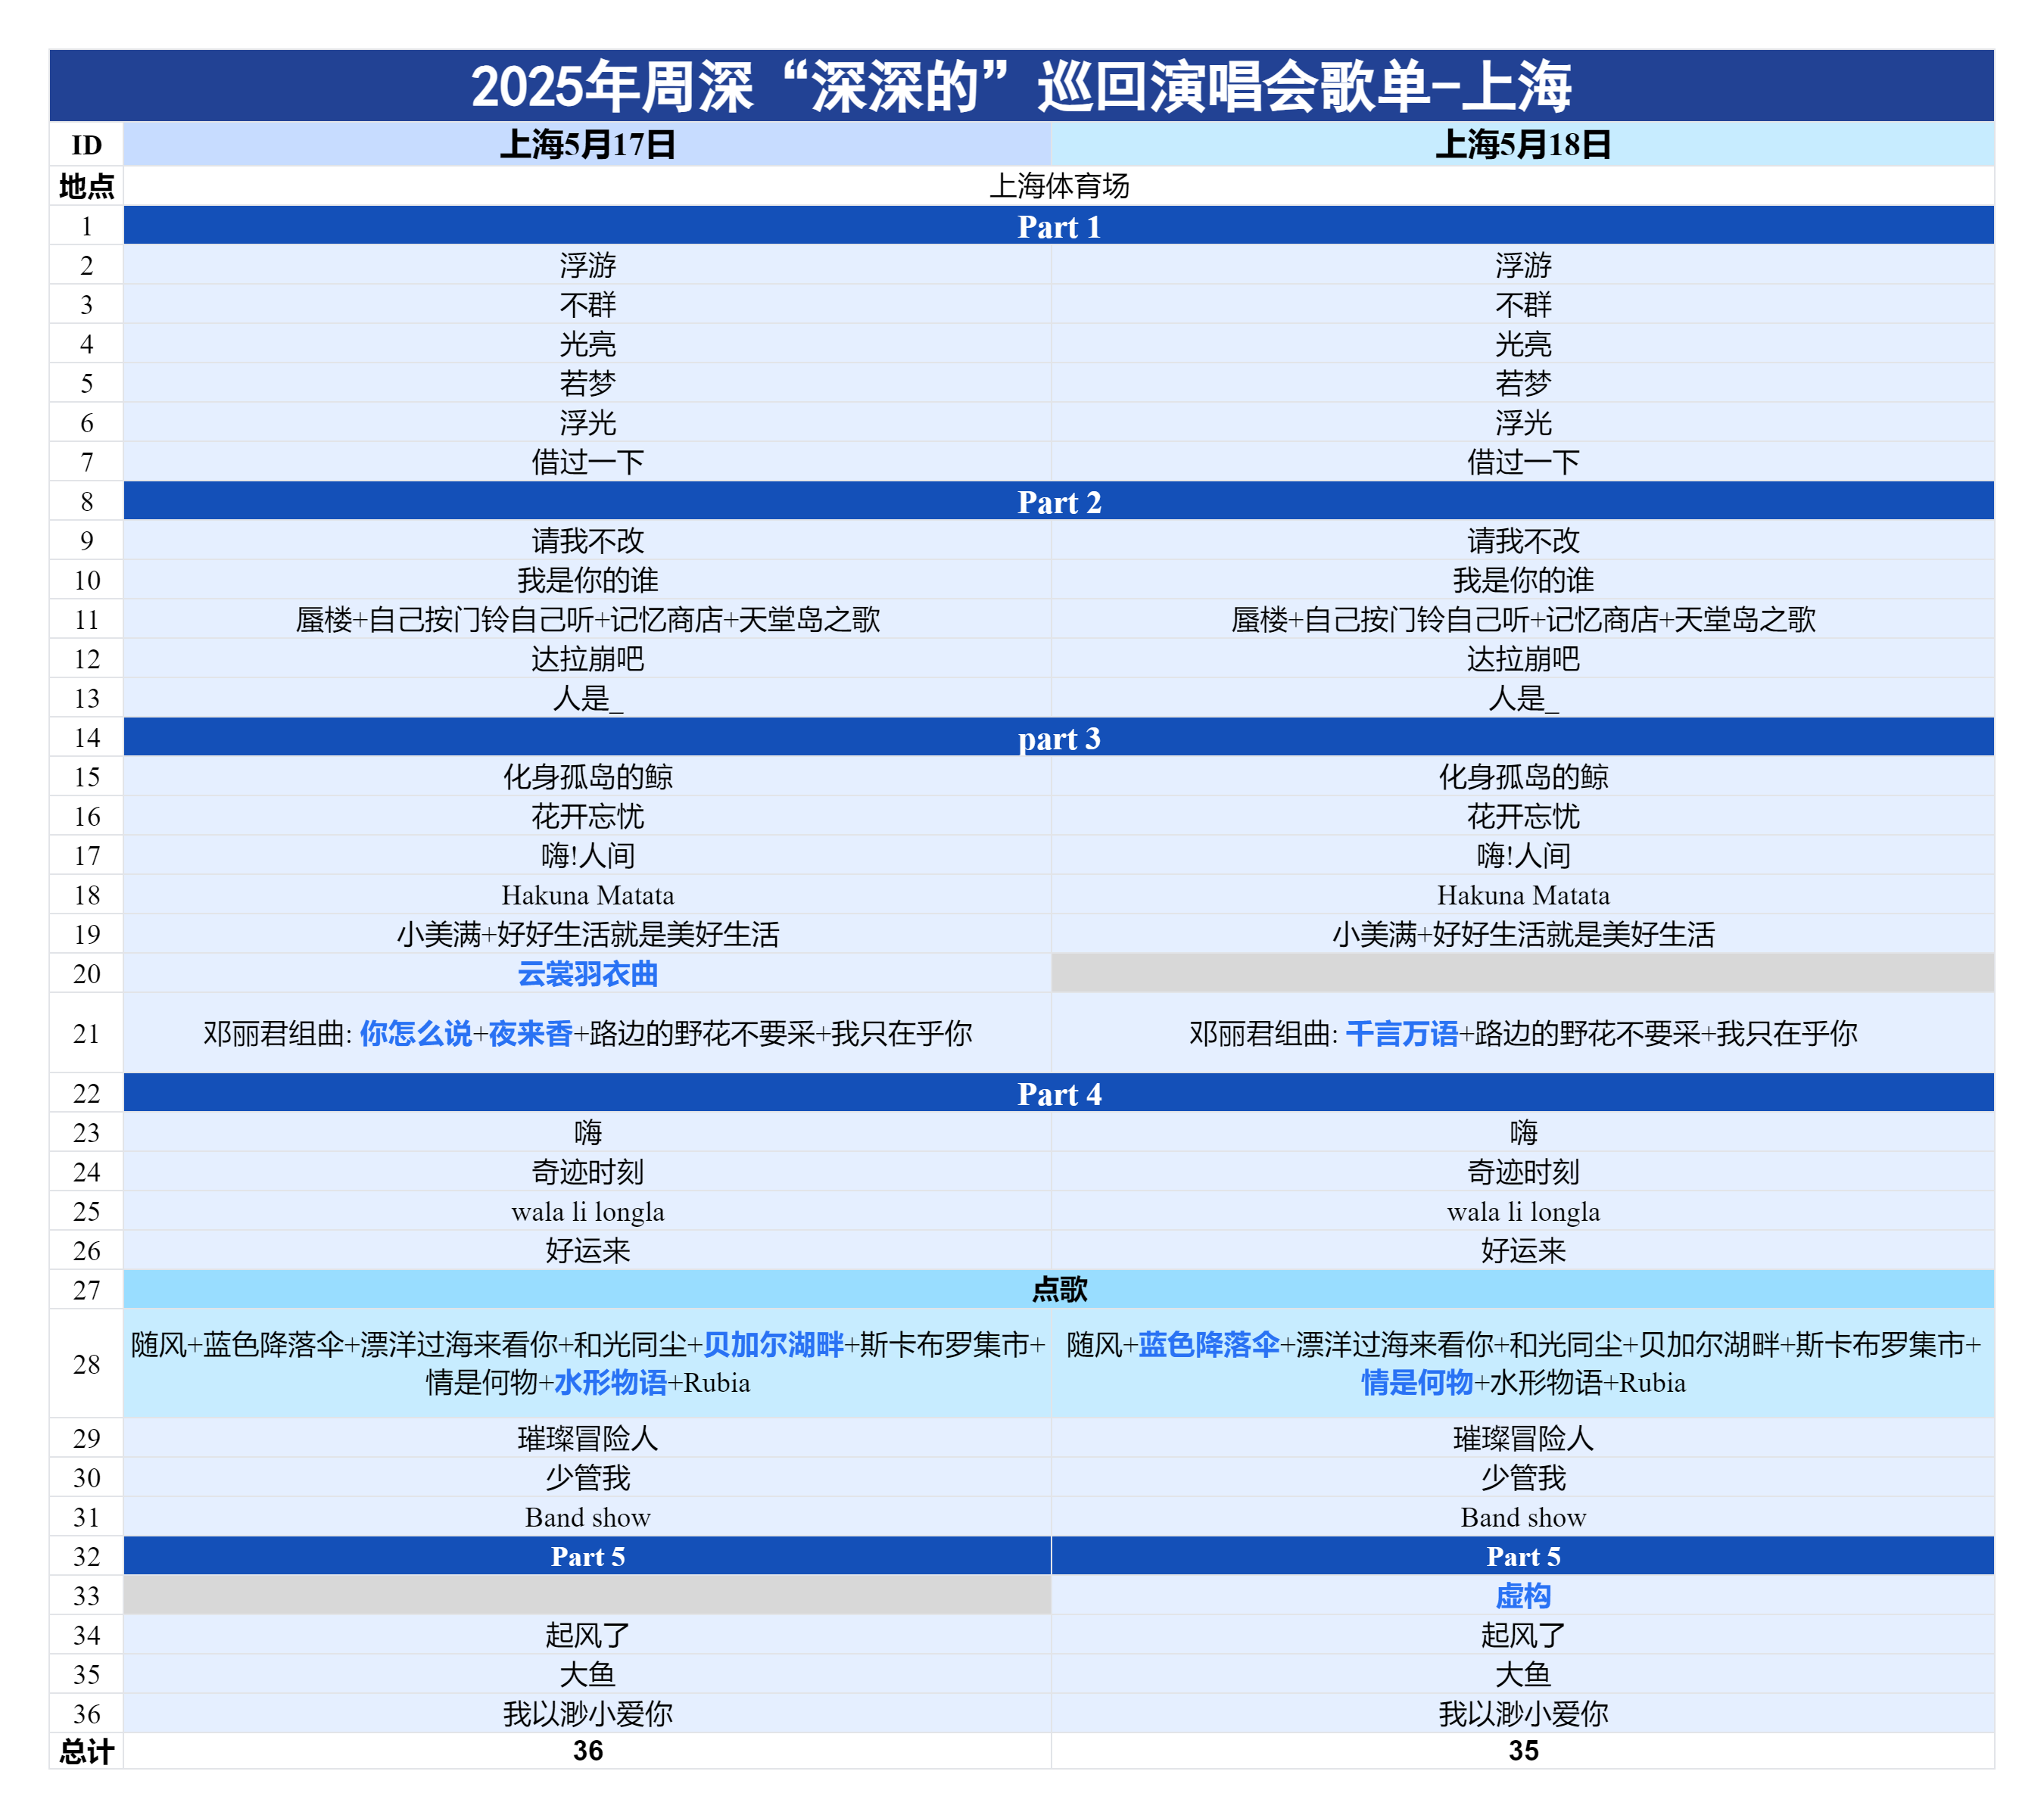 2025年周深“深深的”巡回演唱会歌单-上海
ID 上海5月17日 上海5月18日
地点 上海体育场
1 Part 1
2 浮游 浮游
3 不群 不群
4 光亮 光亮
5 若梦 若梦
6 浮光 浮光
7 借过一下 借过一下
8 Part 2
9 请我不改 请我不改
10 我是你的谁 我是你的谁
11 蜃楼+自己按门铃自己听+记忆商店+天堂岛之歌 蜃楼+自己按门铃自己听+记忆商店+天堂岛之歌
12 达拉崩吧 达拉崩吧
13 人是_ 人是_
14 part 3
15 化身孤岛的鲸 化身孤岛的鲸
16 花开忘忧 花开忘忧
17 嗨!人间 嗨!人间
18 Hakuna Matata Hakuna Matata
19 小美满+好好生活就是美好生活 小美满+好好生活就是美好生活
20 云裳羽衣曲
21 邓丽君组曲: 你怎么说+夜来香+路边的野花不要采+我只在乎你 邓丽君组曲: 千言万语+路边的野花不要采+我只在乎你
22 Part 4
23 嗨 嗨
24 奇迹时刻 奇迹时刻
25 wala li longla wala li longla
26 好运来 好运来
27 点歌
28 随风+蓝色降落伞+漂洋过海来看你+和光同尘+贝加尔湖畔+斯卡布罗集市+
情是何物+水形物语+Rubia
随风+蓝色降落伞+漂洋过海来看你+和光同尘+贝加尔湖畔+斯卡布罗集市+
情是何物+水形物语+Rubia
29 璀璨冒险人 璀璨冒险人
30 少管我 少管我
31 Band show Band show
32 Part 5 Part 5
33 虚构
34 起风了 起风了
35 大鱼 大鱼
36 我以渺小爱你 我以渺小爱你
总计 36 35